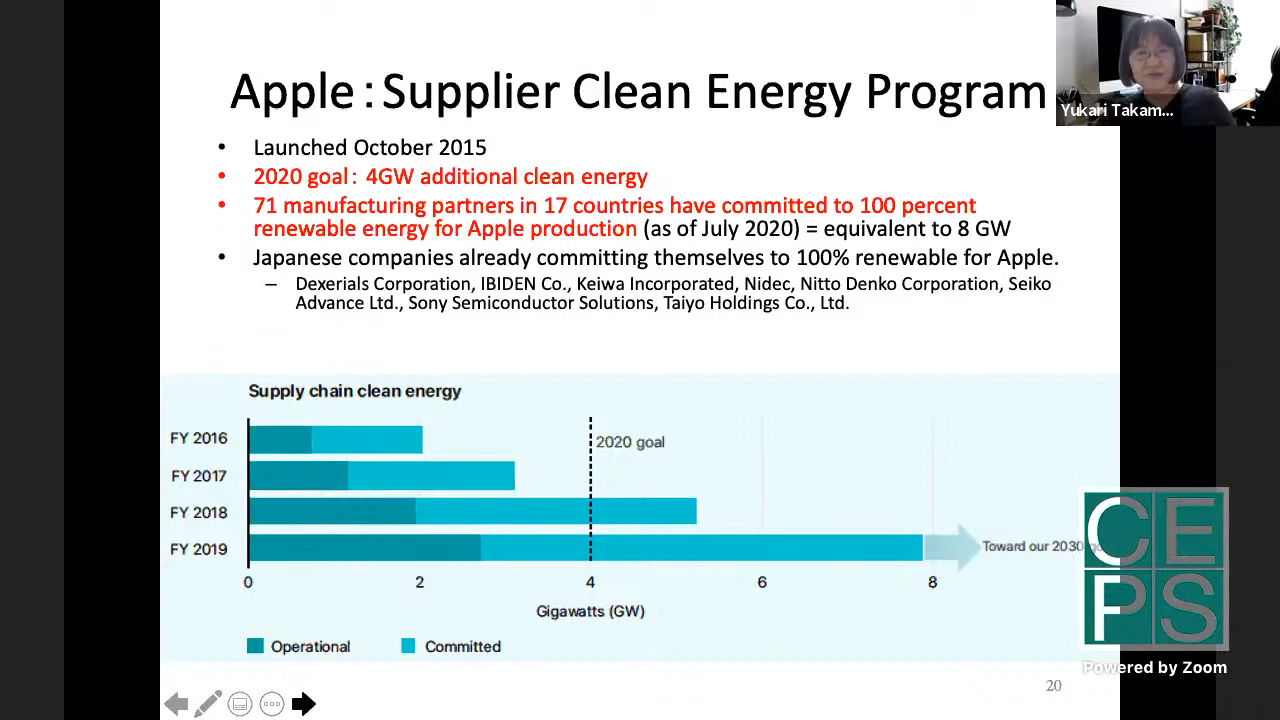 Apple：Supplier Clean Energy Program
Yukari Takam...
• Launched October 2015
• 2020 goal：4GW additional clean energy
• 71 manufacturing partners in 17 countries have committed to 100 percent
renewable energy for Apple production (as of July 2020) = equivalent to 8 GW
• Japanese companies already committing themselves to 100% renewable for Apple.
– Dexerials Corporation, IBIDEN Co., Keiwa Incorporated, Nidec, Nitto Denko Corporation, Seiko
Advance Ltd., Sony Semiconductor Solutions, Taiyo Holdings Co., Ltd.
Supply chain clean energy
FY 2016
2020 goal
FY 2017
FY 2018
FY 2019
Toward our 2030
0 2 4 6 8
Gigawatts (GW)
Operational Committed
CE
PS
Powered by Zoom
20